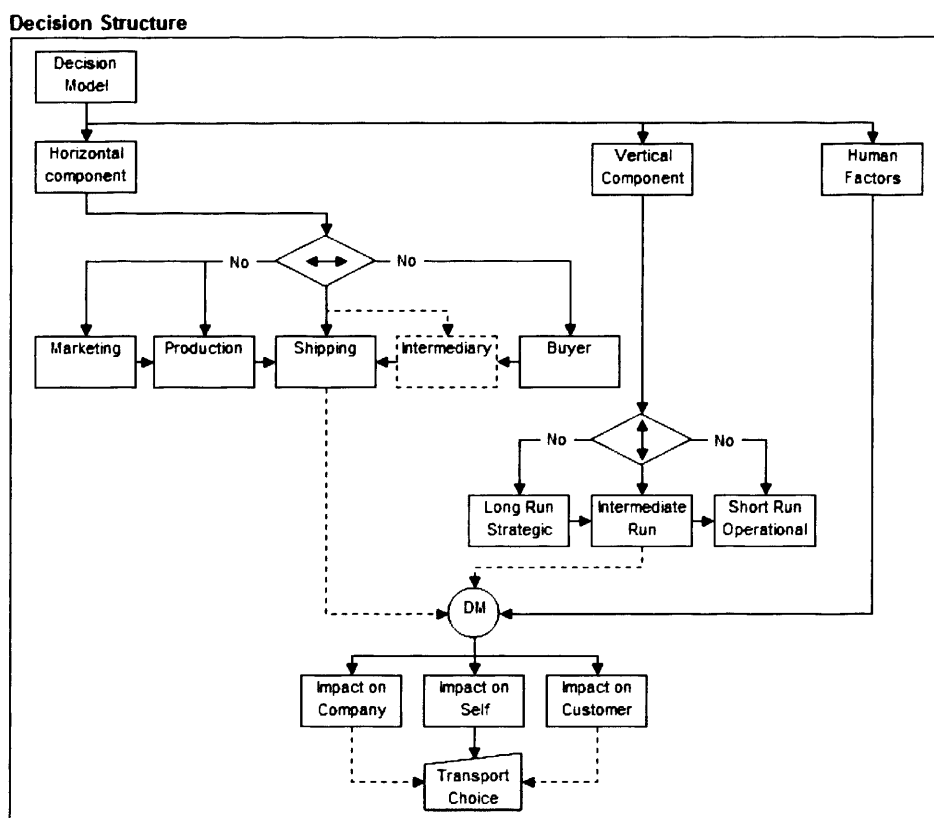 Decision Structure
Decision
Model
Horizontal
component
Vertical
Component
Human
Factors
No
No
Marketing
Production
Shipping
Intermediary
Buyer
No
No
Long Run
Strategic
Intermediate
Run
Short Run
Operational
DM
Impact on
Company
Impact on
Self
Impact on
Customer
Transport
Choice